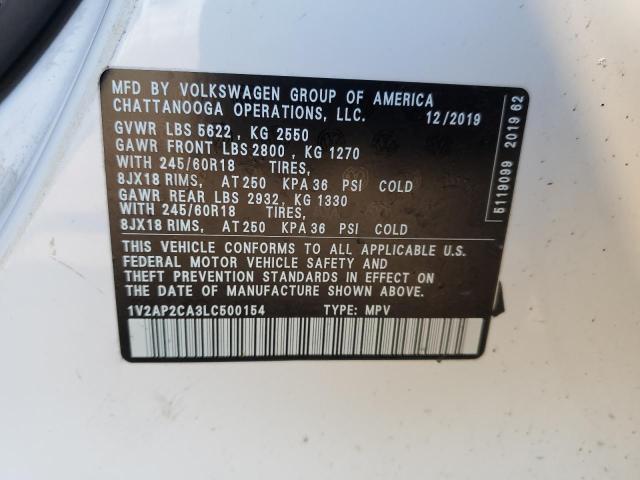 MFD BY VOLKSWAGEN GROUP OF AMERICA
CHATTANOOGA OPERATIONS, LLC. 12/2019
GVWR LBS 5622 , KG 2550
GAWR FRONT LBS 2800 , KG 1270
WITH 245/60R18 TIRES,
8JX18 RIMS, AT 250 KPA 36 PSI COLD
GAWR REAR LBS 2932, KG 1330
WITH 245/60R18 TIRES,
8JX18 RIMS, AT 250 KPA 36 PSI COLD
THIS VEHICLE CONFORMS TO ALL APPLICABLE U.S.
FEDERAL MOTOR VEHICLE SAFETY AND
THEFT PREVENTION STANDARDS IN EFFECT ON
THE DATE OF MANUFACTURE SHOWN ABOVE.
1V2AP2CA3LC500154 TYPE: MPV
5119099 2019 62